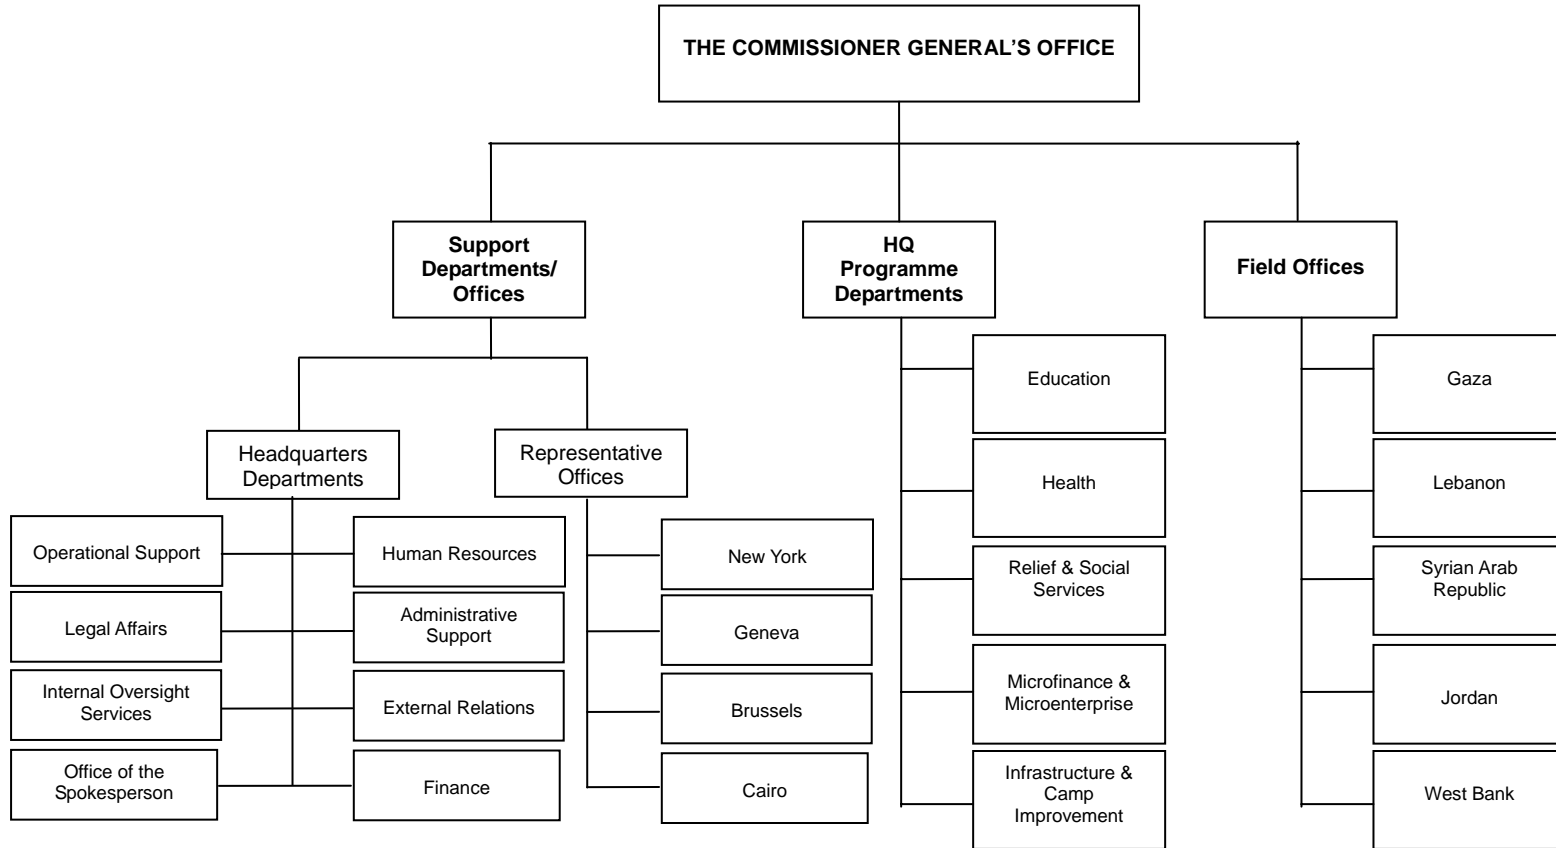 THE COMMISSIONER GENERAL’S OFFICE
Support
Departments/
Offices
HQ
Programme
Departments
Field Offices
Headquarters
Departments
Representative
Offices
Operational Support
Legal Affairs
Internal Oversight
Services
Office of the
Spokesperson
Human Resources
Administrative
Support
External Relations
Finance
New York
Geneva
Brussels
Cairo
Education
Health
Relief & Social
Services
Microfinance &
Microenterprise
Infrastructure &
Camp
Improvement
Gaza
Lebanon
Syrian Arab
Republic
Jordan
West Bank